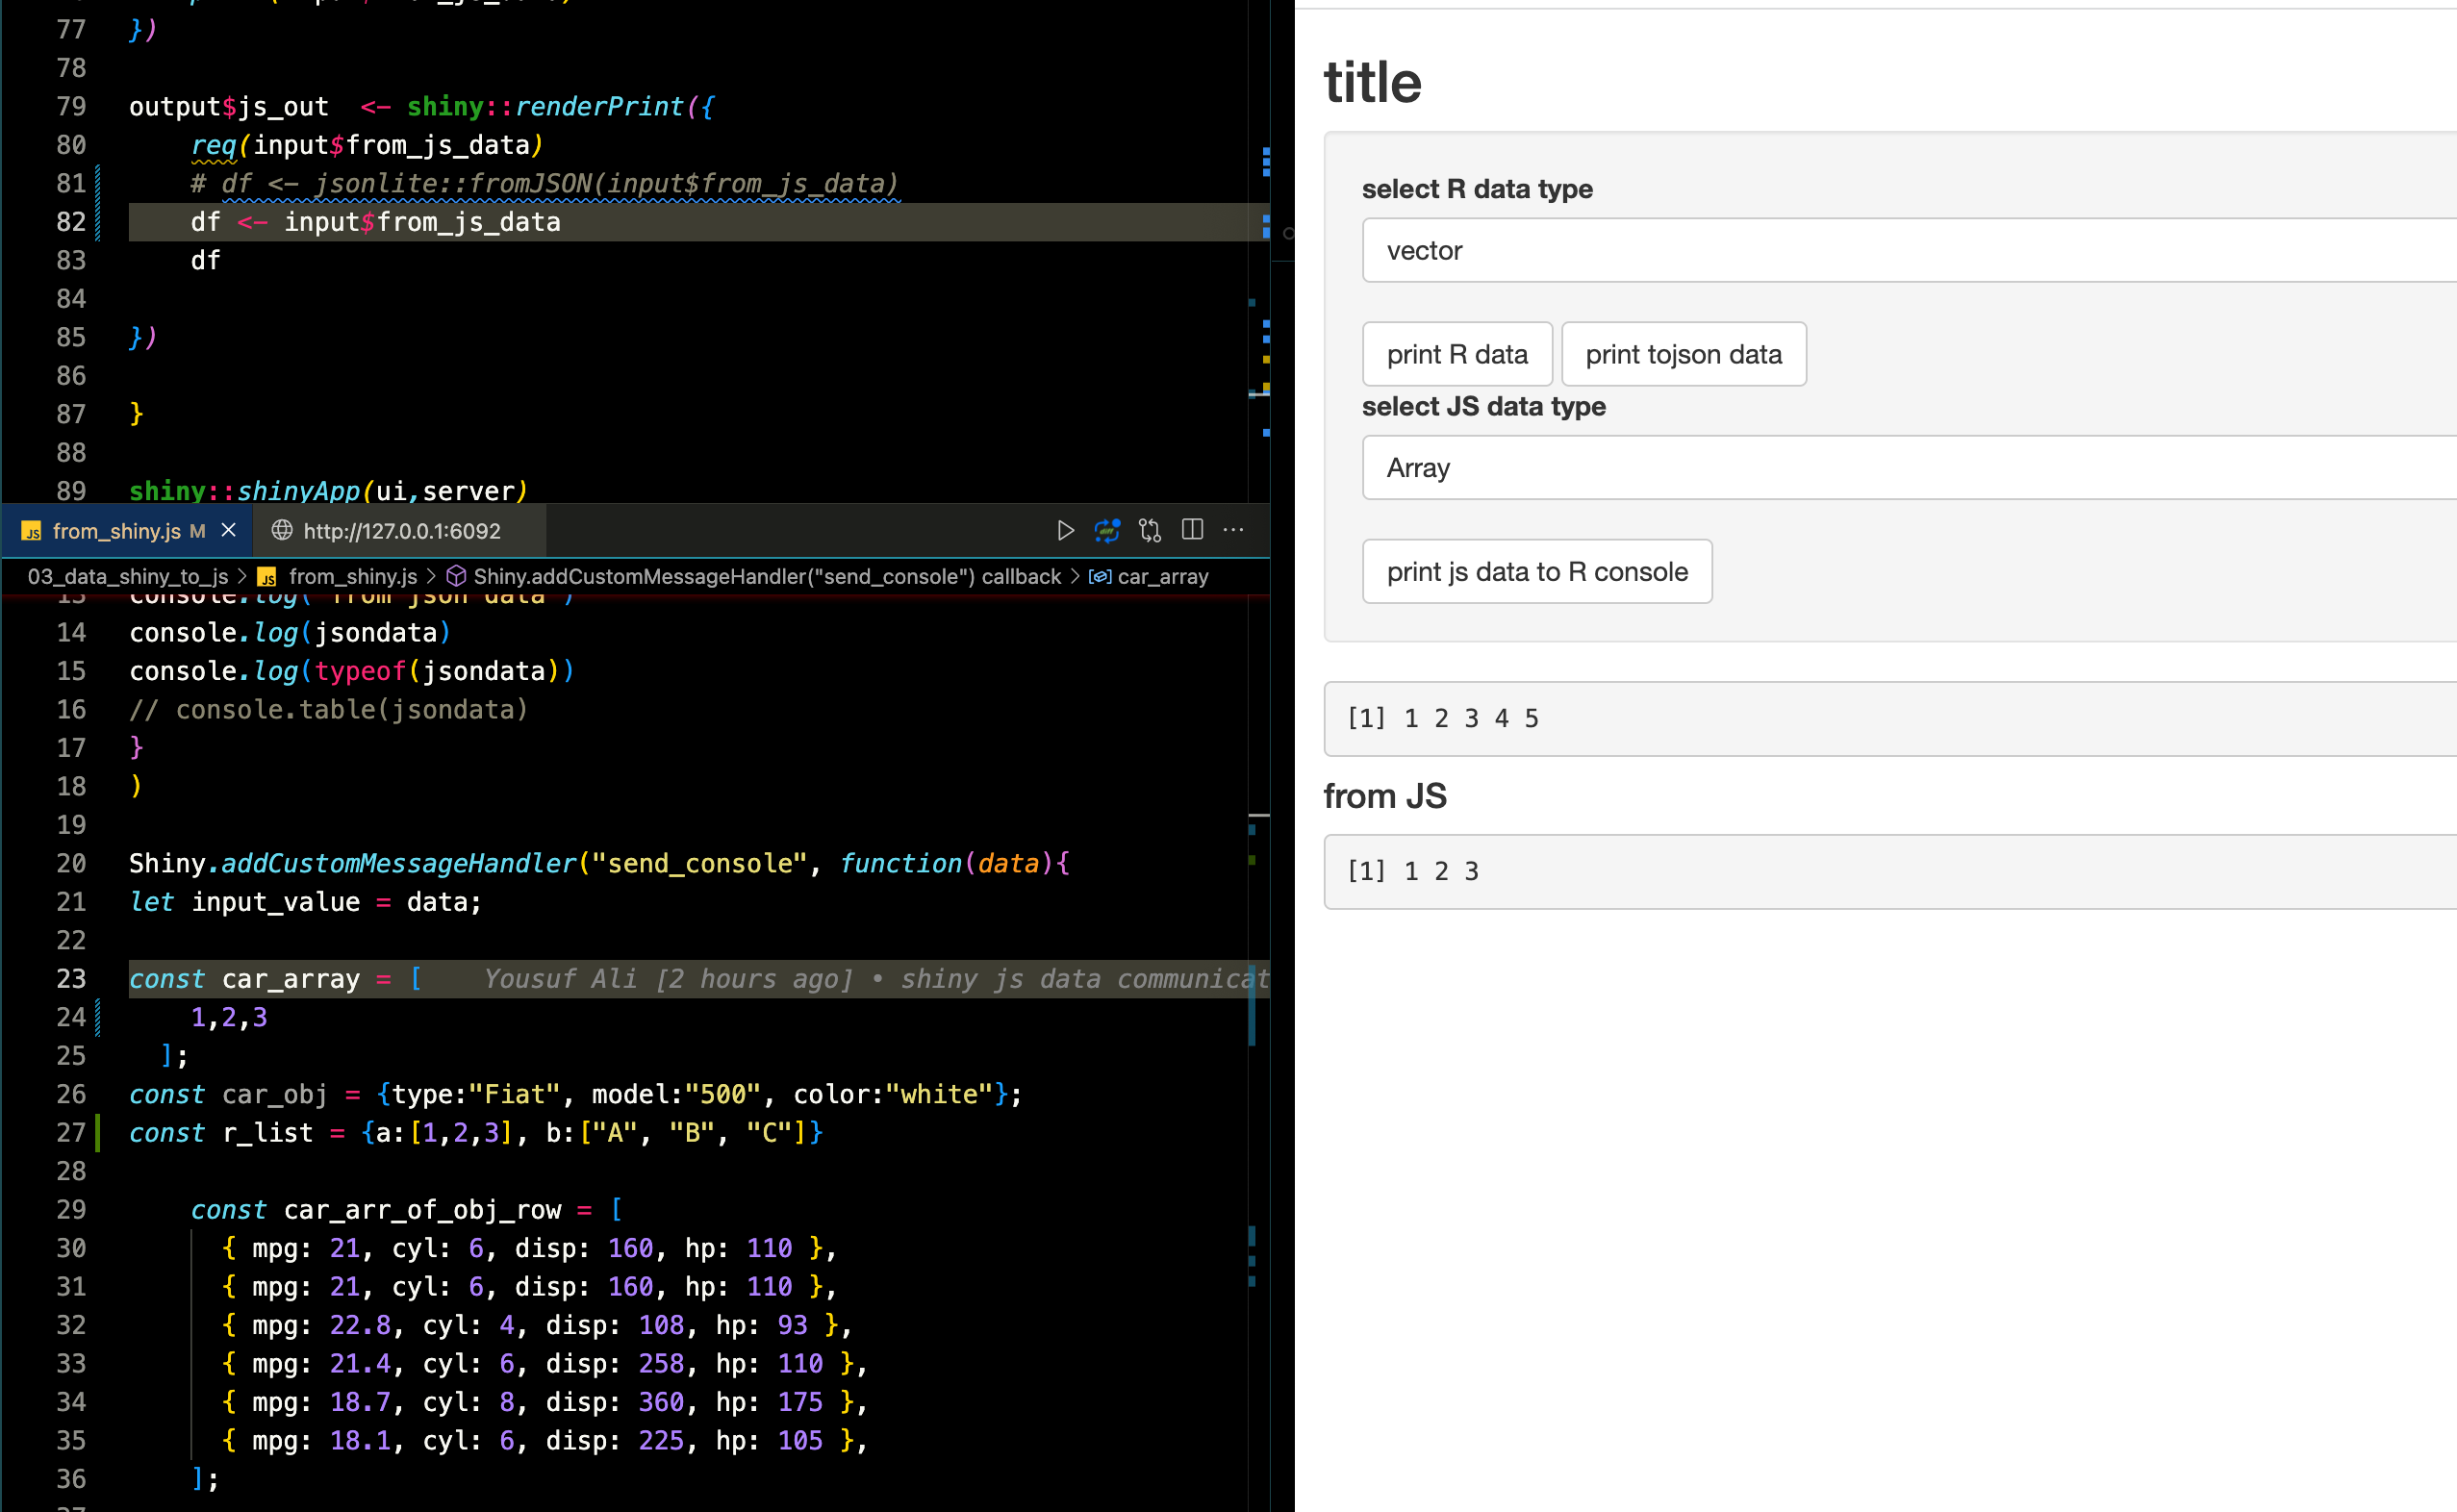 77 })
78
79 output$js_out  <- shiny::renderPrint({
80     req(input$from_js_data)
81     # df <- jsonlite::fromJSON(input$from_js_data)
82     df <- input$from_js_data
83     df
84
85 })
86
87 }
88
89 shiny::shinyApp(ui,server)
JS from_shiny.js M × http://127.0.0.1:6092 ···
03_data_shiny_to_js > JS from_shiny.js > Shiny.addCustomMessageHandler("send_console") callback > car_array
13 console.log("from json data")
14 console.log(jsondata)
15 console.log(typeof(jsondata))
16 // console.table(jsondata)
17 }
18 )
19
20 Shiny.addCustomMessageHandler("send_console", function(data){
21 let input_value = data;
22
23 const car_array = [    Yousuf Ali [2 hours ago] • shiny js data communicat
24     1,2,3
25   ];
26 const car_obj = {type:"Fiat", model:"500", color:"white"};
27 const r_list = {a:[1,2,3], b:["A", "B", "C"]}
28
29     const car_arr_of_obj_row = [
30       { mpg: 21, cyl: 6, disp: 160, hp: 110 },
31       { mpg: 21, cyl: 6, disp: 160, hp: 110 },
32       { mpg: 22.8, cyl: 4, disp: 108, hp: 93 },
33       { mpg: 21.4, cyl: 6, disp: 258, hp: 110 },
34       { mpg: 18.7, cyl: 8, disp: 360, hp: 175 },
35       { mpg: 18.1, cyl: 6, disp: 225, hp: 105 },
36     ];
title
select R data type
vector
print R data print tojson data
select JS data type
Array
print js data to R console
[1] 1 2 3 4 5
from JS
[1] 1 2 3